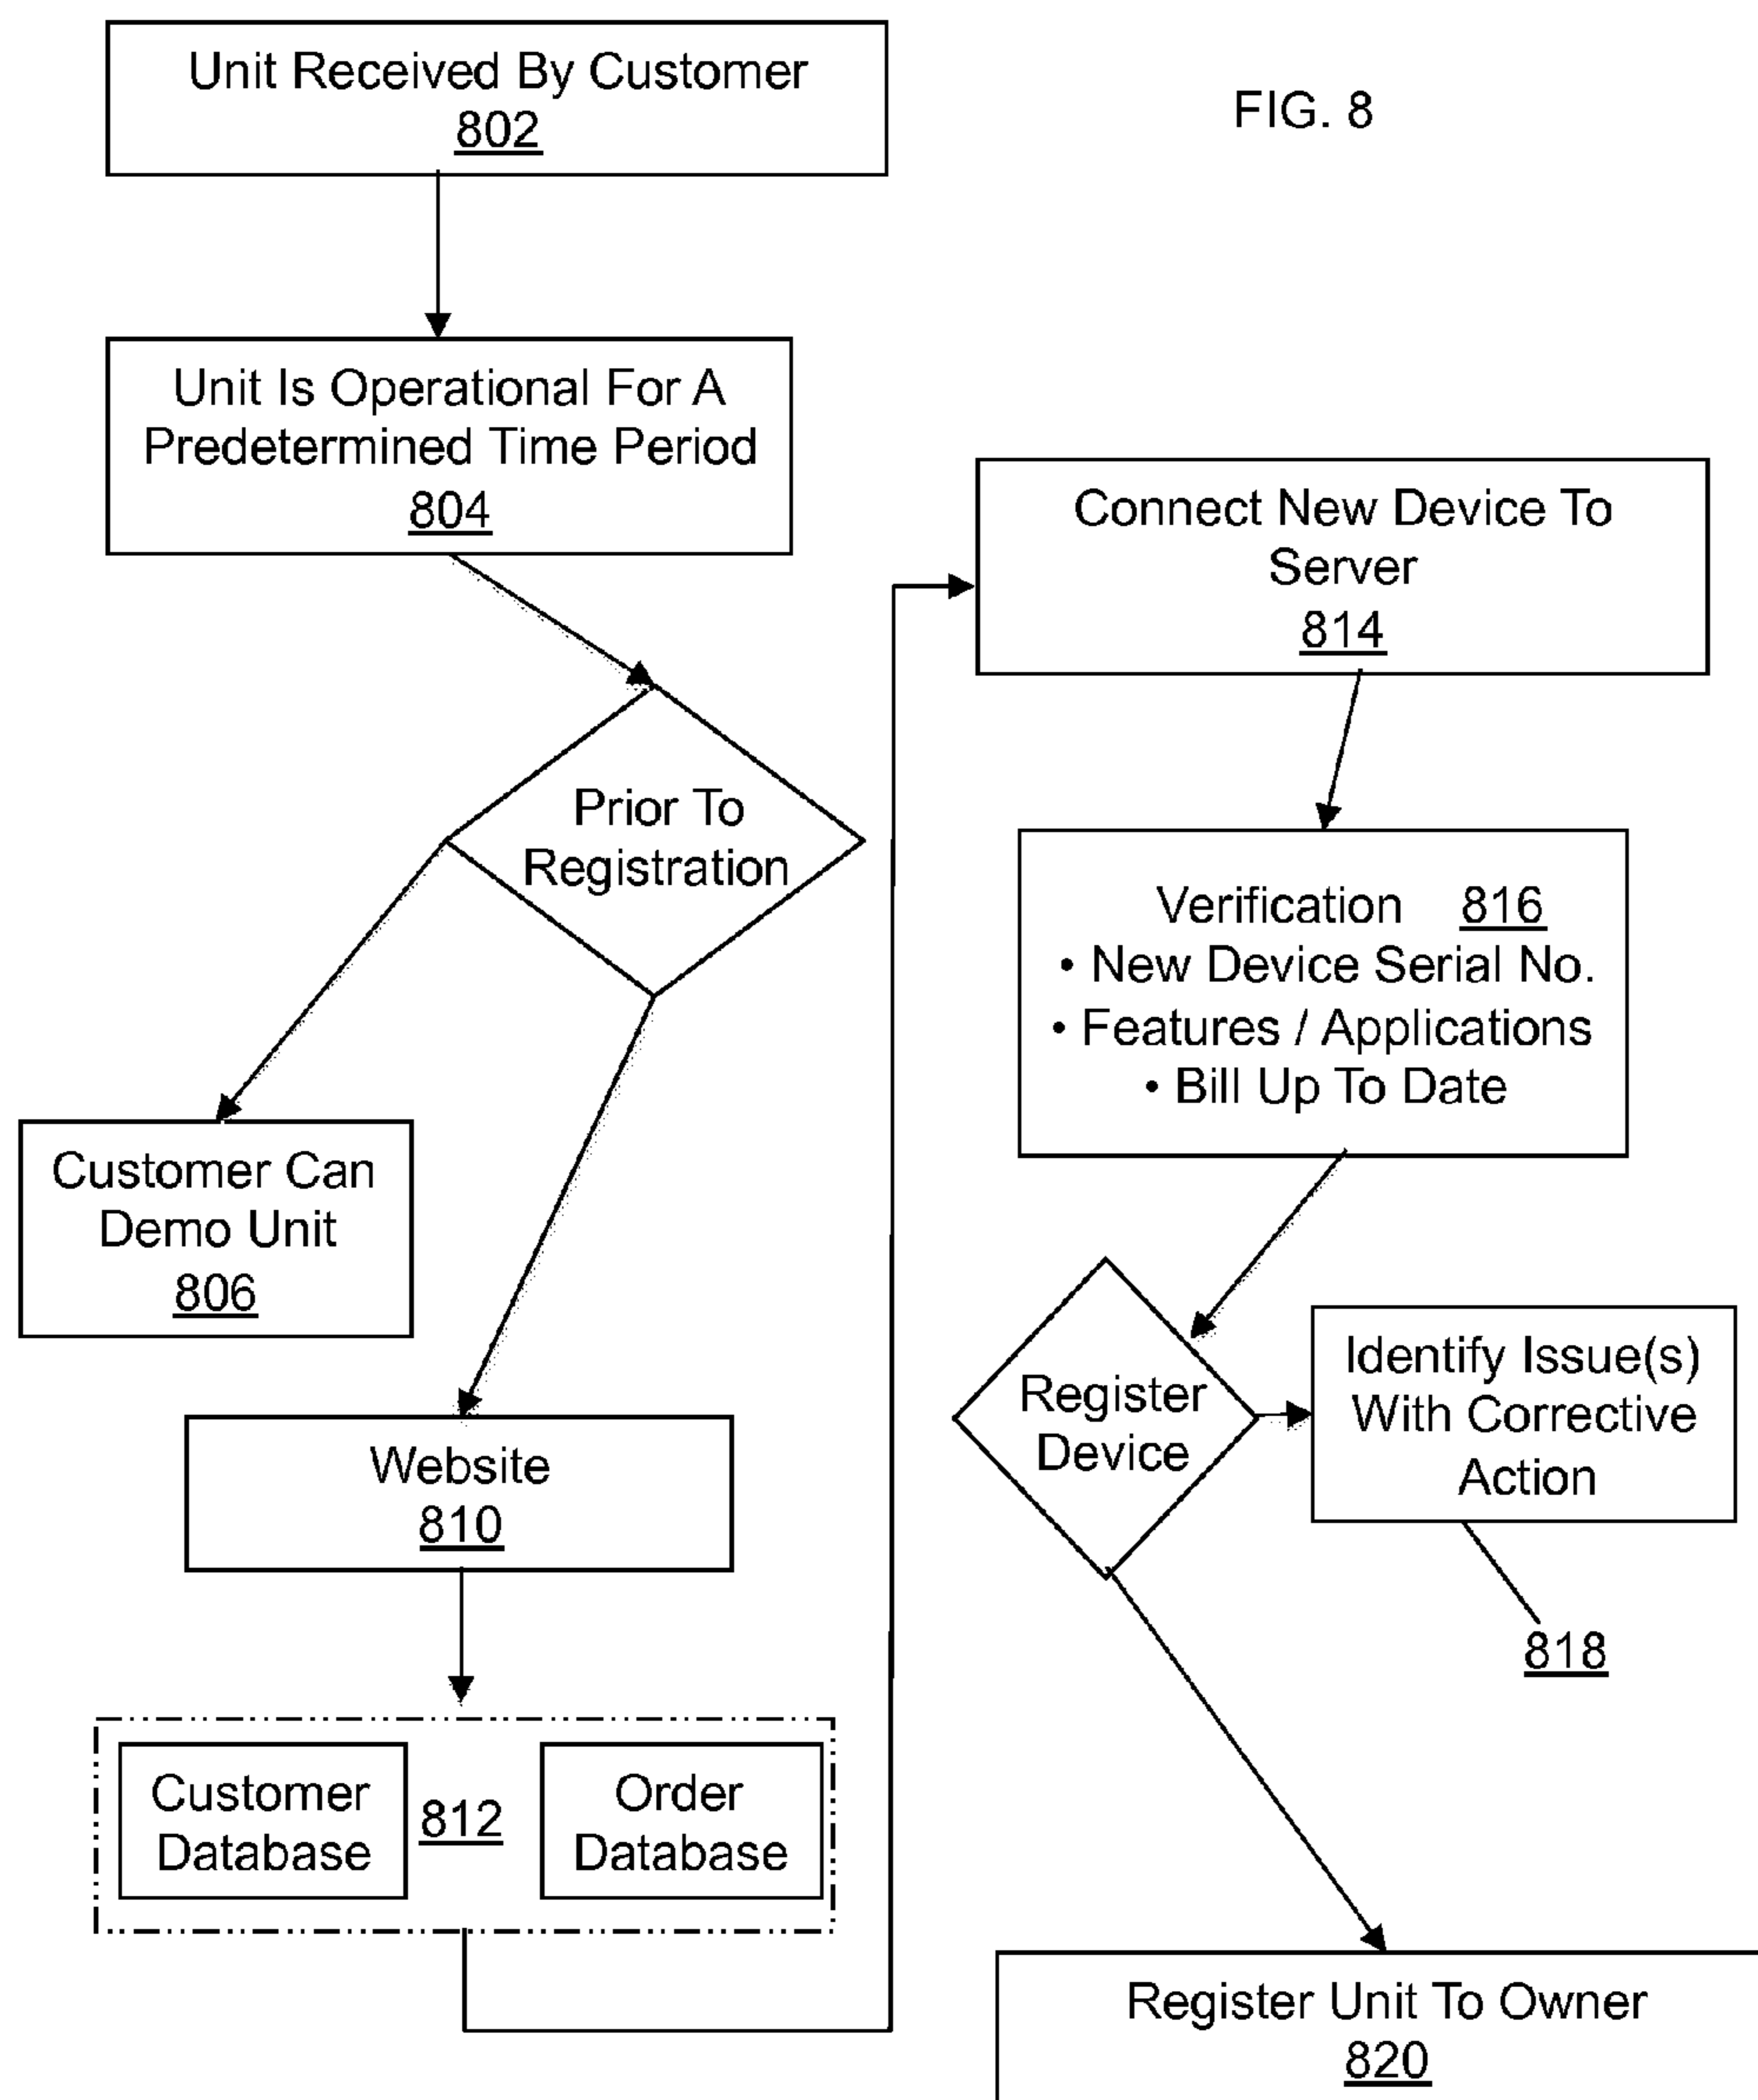 Unit Received By Customer
802
FIG. 8
Unit Is Operational For A
Predetermined Time Period
804
Prior To
Registration
Customer Can
Demo Unit
806
Website
810
Customer
Database
812
Order
Database
Connect New Device To
Server
814
Verification 816
• New Device Serial No.
• Features / Applications
• Bill Up To Date
Register
Device
Identify Issue(s)
With Corrective
Action
818
Register Unit To Owner
820